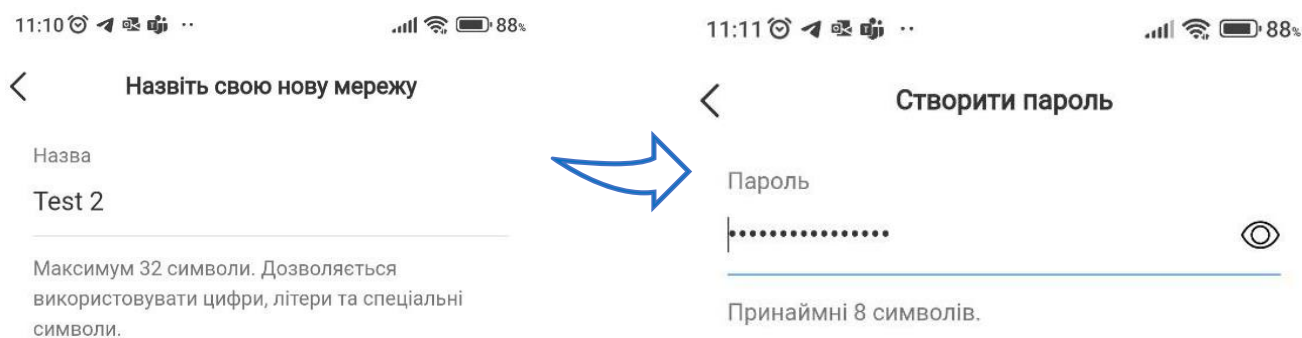 11:10
88%
Назвіть свою нову мережу
Назва
Test 2
Максимум 32 символи. Дозволяється
використовувати цифри, літери та спеціальні
символи.
11:11
88%
Створити пароль
Пароль
••••••••••••••••
Принаймні 8 символів.